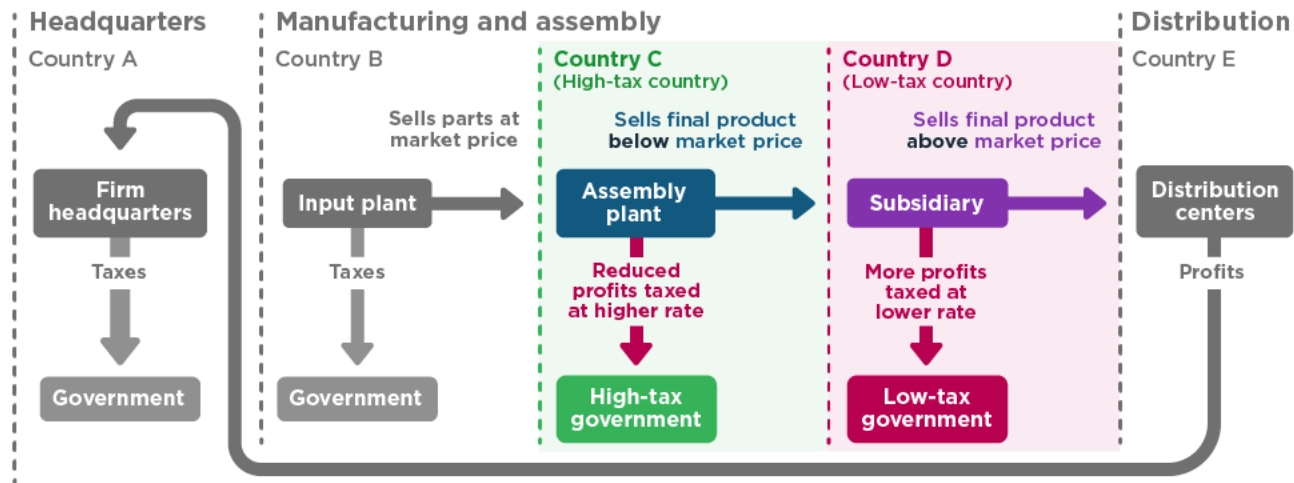 Headquarters
Country A
Firm
headquarters
Taxes
Government
Manufacturing and assembly
Country B
Sells parts at
market price
Input plant
Taxes
Government
Country C
(High-tax country)
Sells final product
below market price
Assembly
plant
Reduced
profits taxed
at higher rate
High-tax
government
Country D
(Low-tax country)
Sells final product
above market price
Subsidiary
More profits
taxed at
lower rate
Low-tax
government
Distribution
Country E
Distribution
centers
Profits